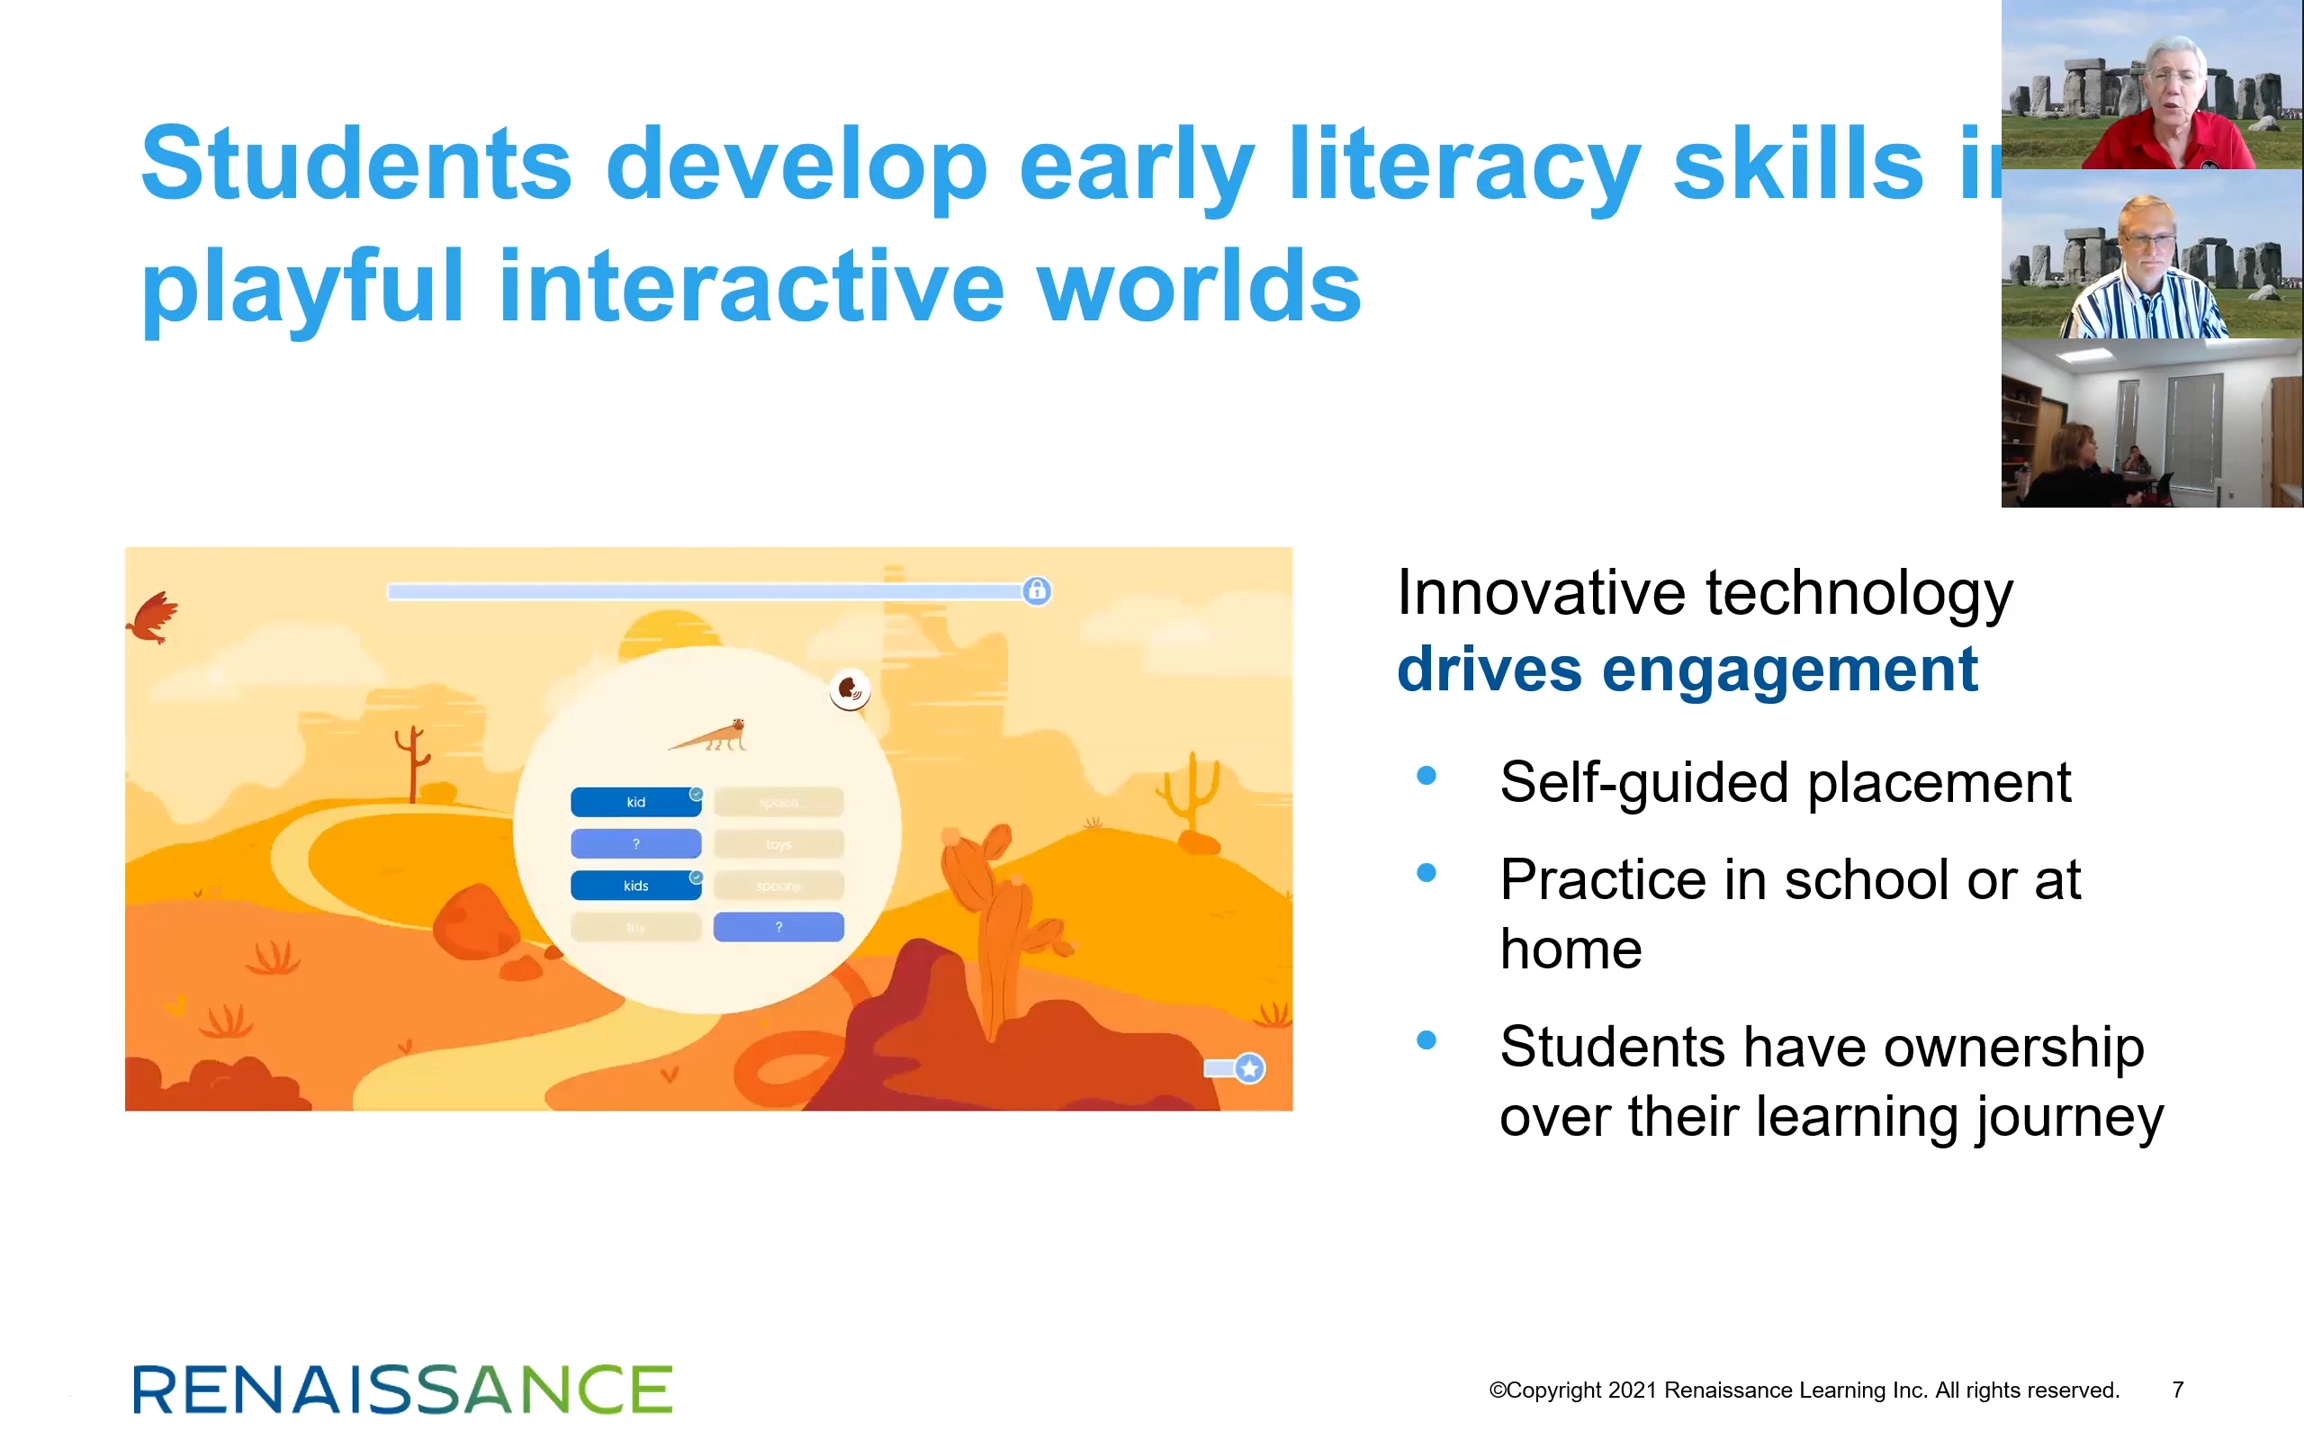 Students develop early literacy skills
playful interactive worlds
Innovative technology
drives engagement
• Self-guided placement
• Practice in school or at
home
• Students have ownership
over their learning journey
kid
? toys
kids spoons
toy ?
RENAISSANCE
©Copyright 2021 Renaissance Learning Inc. All rights reserved. 7